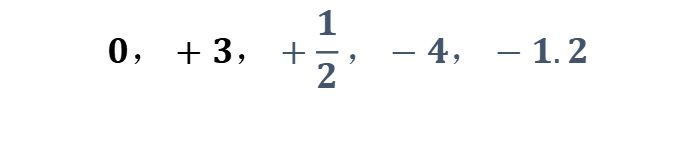 0， +3， +1/2， −4， −1.2